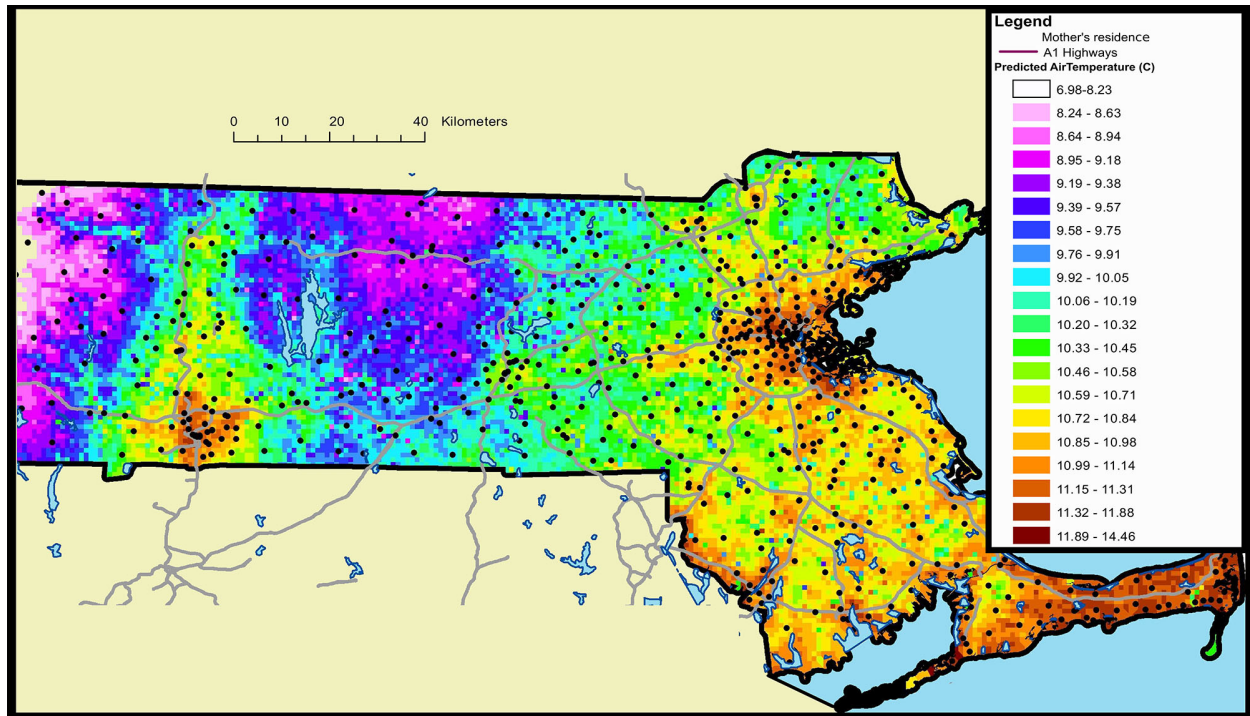 Legend
Mother's residence
A1 Highways
Predicted AirTemperature (C)
6.98-8.23
8.24 - 8.63
8.64 - 8.94
8.95 - 9.18
9.19 - 9.38
9.39 - 9.57
9.58 - 9.75
9.76 - 9.91
9.92 - 10.05
10.06 - 10.19
10.20 - 10.32
10.33 - 10.45
10.46 - 10.58
10.59 - 10.71
10.72 - 10.84
10.85 - 10.98
10.99 - 11.14
11.15 - 11.31
11.32 - 11.88
11.89 - 14.46
0 10 20 40 Kilometers